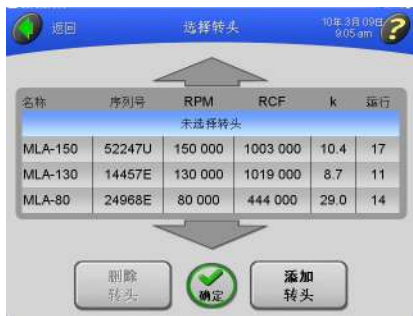 返回
选择转头
10年 3月 09日
9:05 am
名称 序列号 RPM RCF k 运行
未选择转头
MLA-150 52247U 150 000 1003 000 10.4 17
MLA-130 14457E 130 000 1019 000 8.7 11
MLA-80 24968E 80 000 444 000 29.0 14
删除
转头
确定
添加
转头